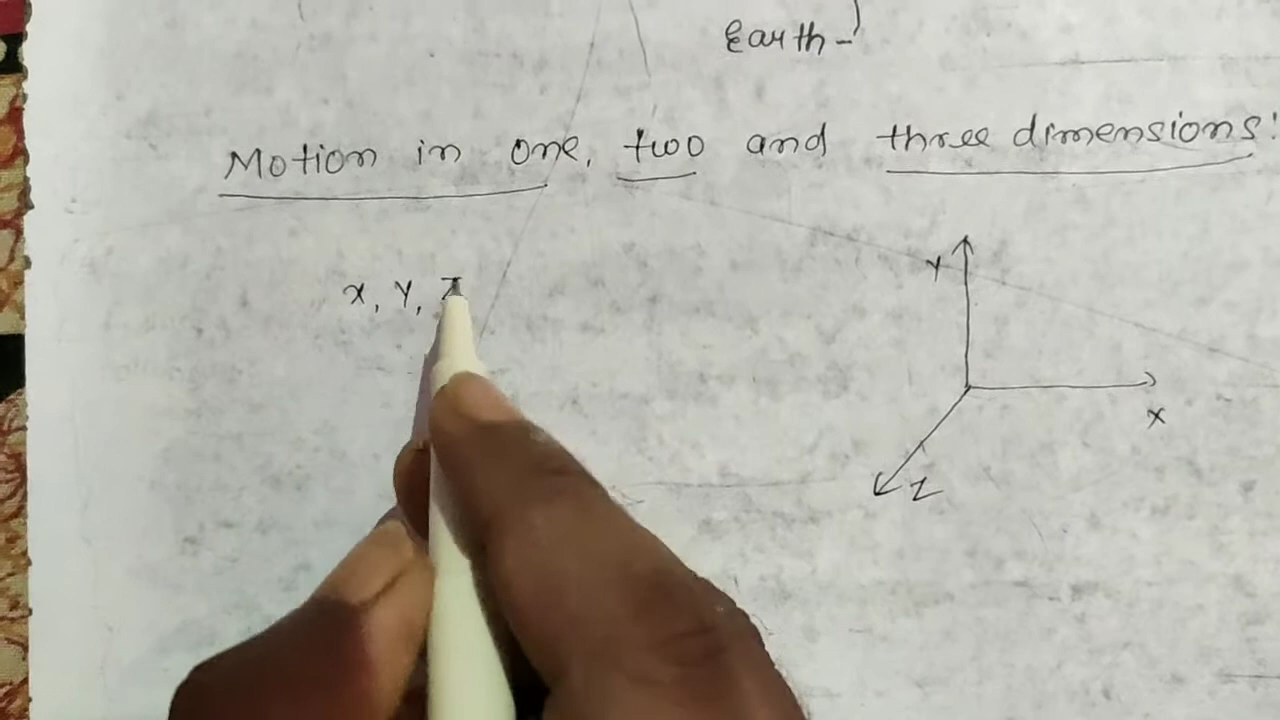 Earth -
Motion in one, two and three dimensions:
X, Y, Z
Y
X
Z